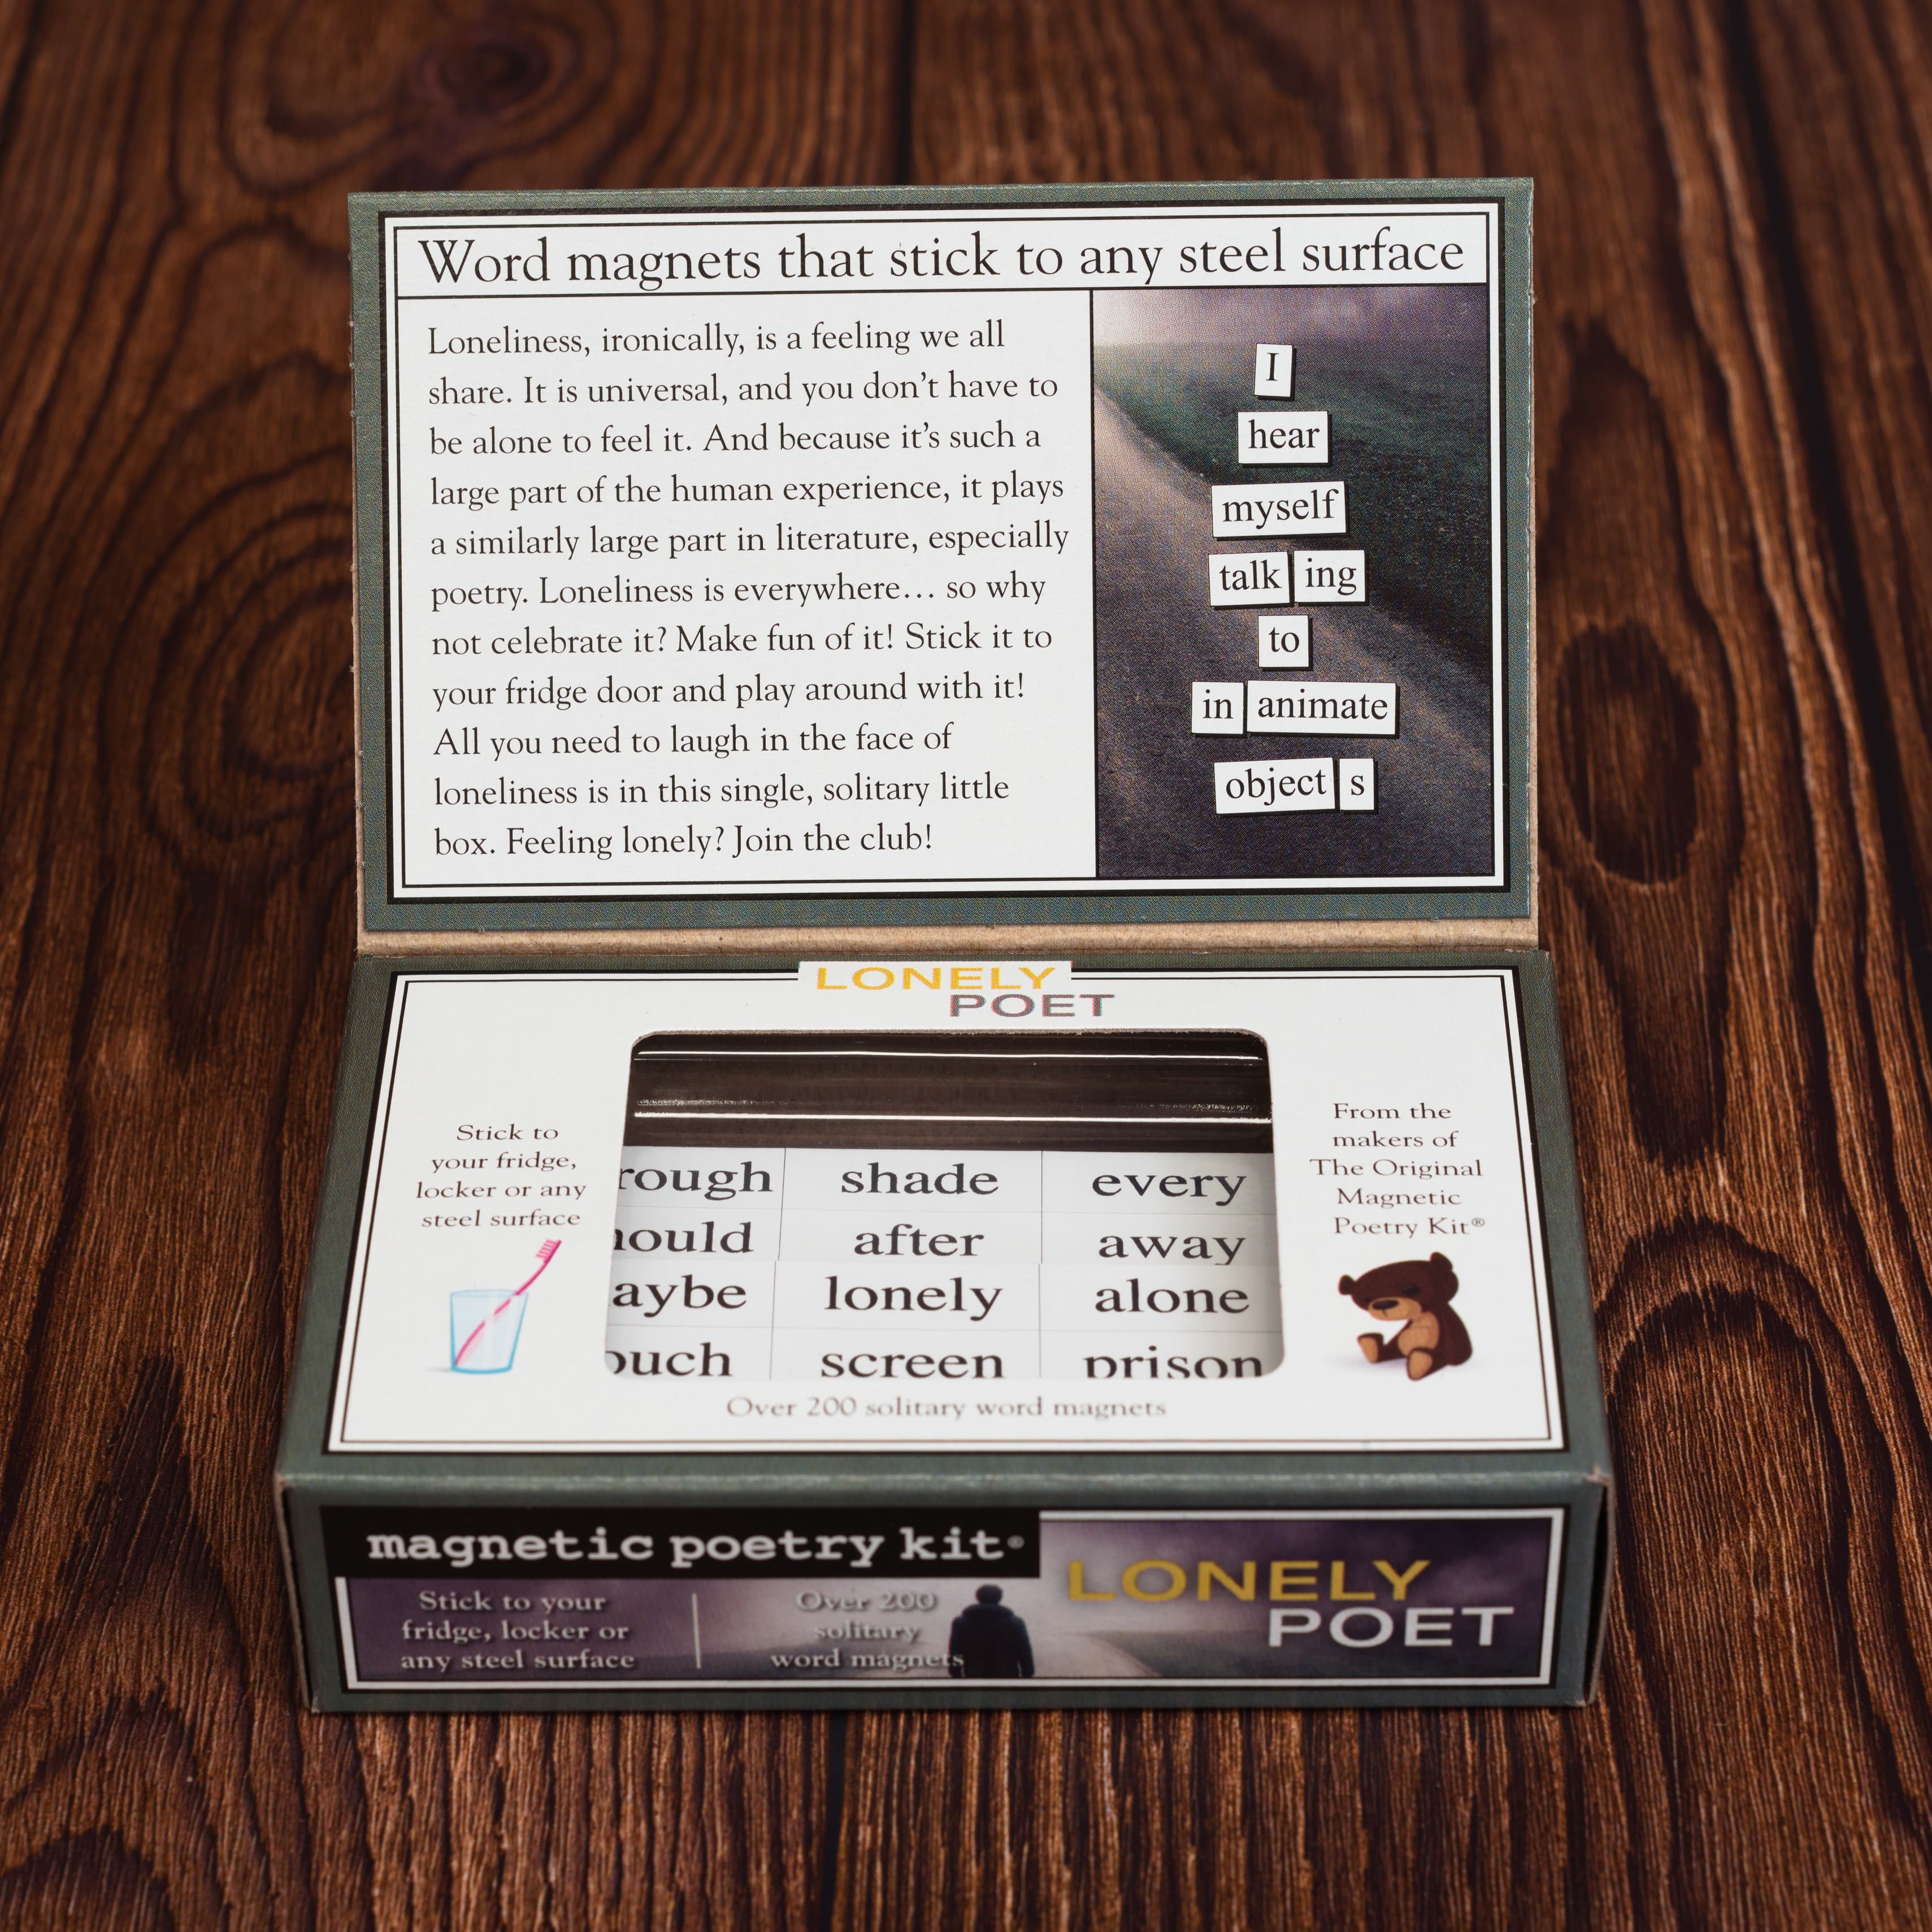 Word magnets that stick to any steel surface
Loneliness, ironically, is a feeling we all
share. It is universal, and you don't have to
be alone to feel it. And because it's such a
large part of the human experience, it plays
a similarly large part in literature, especially
poetry. Loneliness is everywhere... so why
not celebrate it? Make fun of it! Stick it to
your fridge door and play around with it!
All you need to laugh in the face of
loneliness is in this single, solitary little
box. Feeling lonely? Join the club!
I
hear
myself
talk ing
to
in animate
object s
LONELY
POET
Stick to
your fridge,
locker or any
steel surface
rough shade every
ould after away
aybe lonely alone
ouch screen prison
From the
makers of
The Original
Magnetic
Poetry Kit®
Over 200 solitary word magnets
magnetic poetry kit®
Stick to your
fridge, locker or
any steel surface
Over 200
solitary
word magnets
LONELY
POET